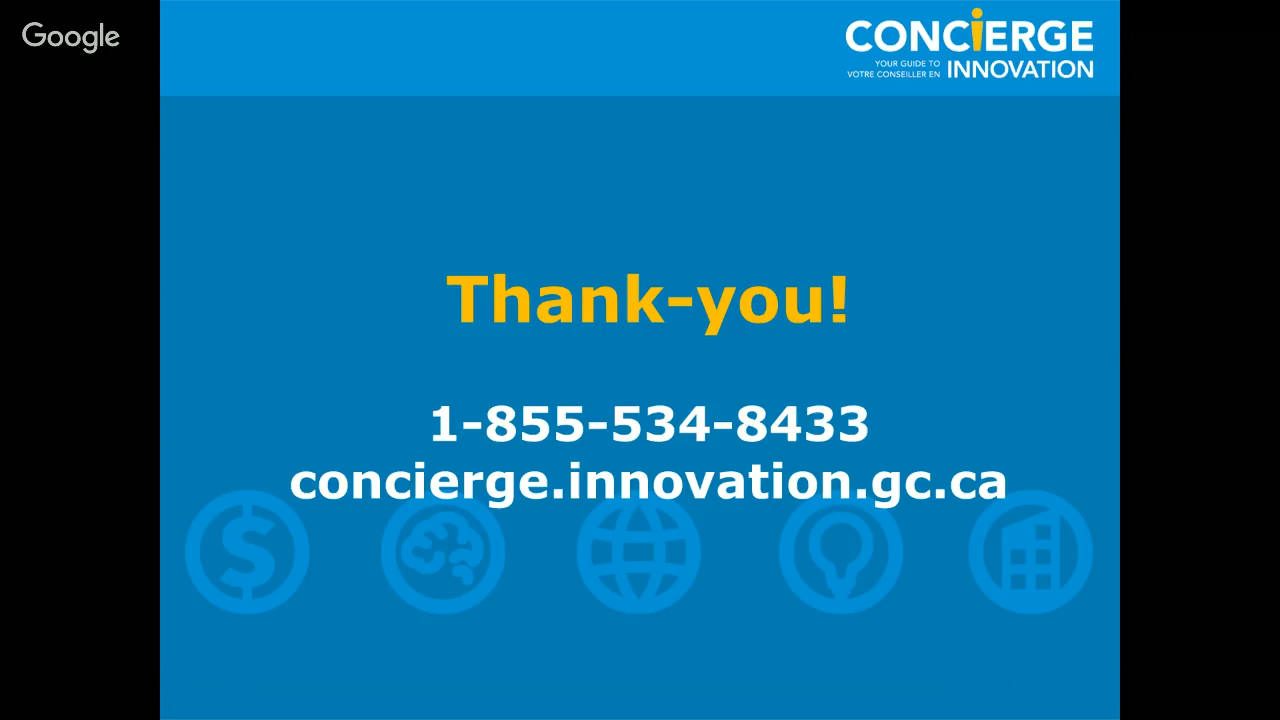 Google
CONCiERGE
YOUR GUIDE TO
VOTRE CONSEILLER EN INNOVATION
Thank-you!
1-855-534-8433
concierge.innovation.gc.ca